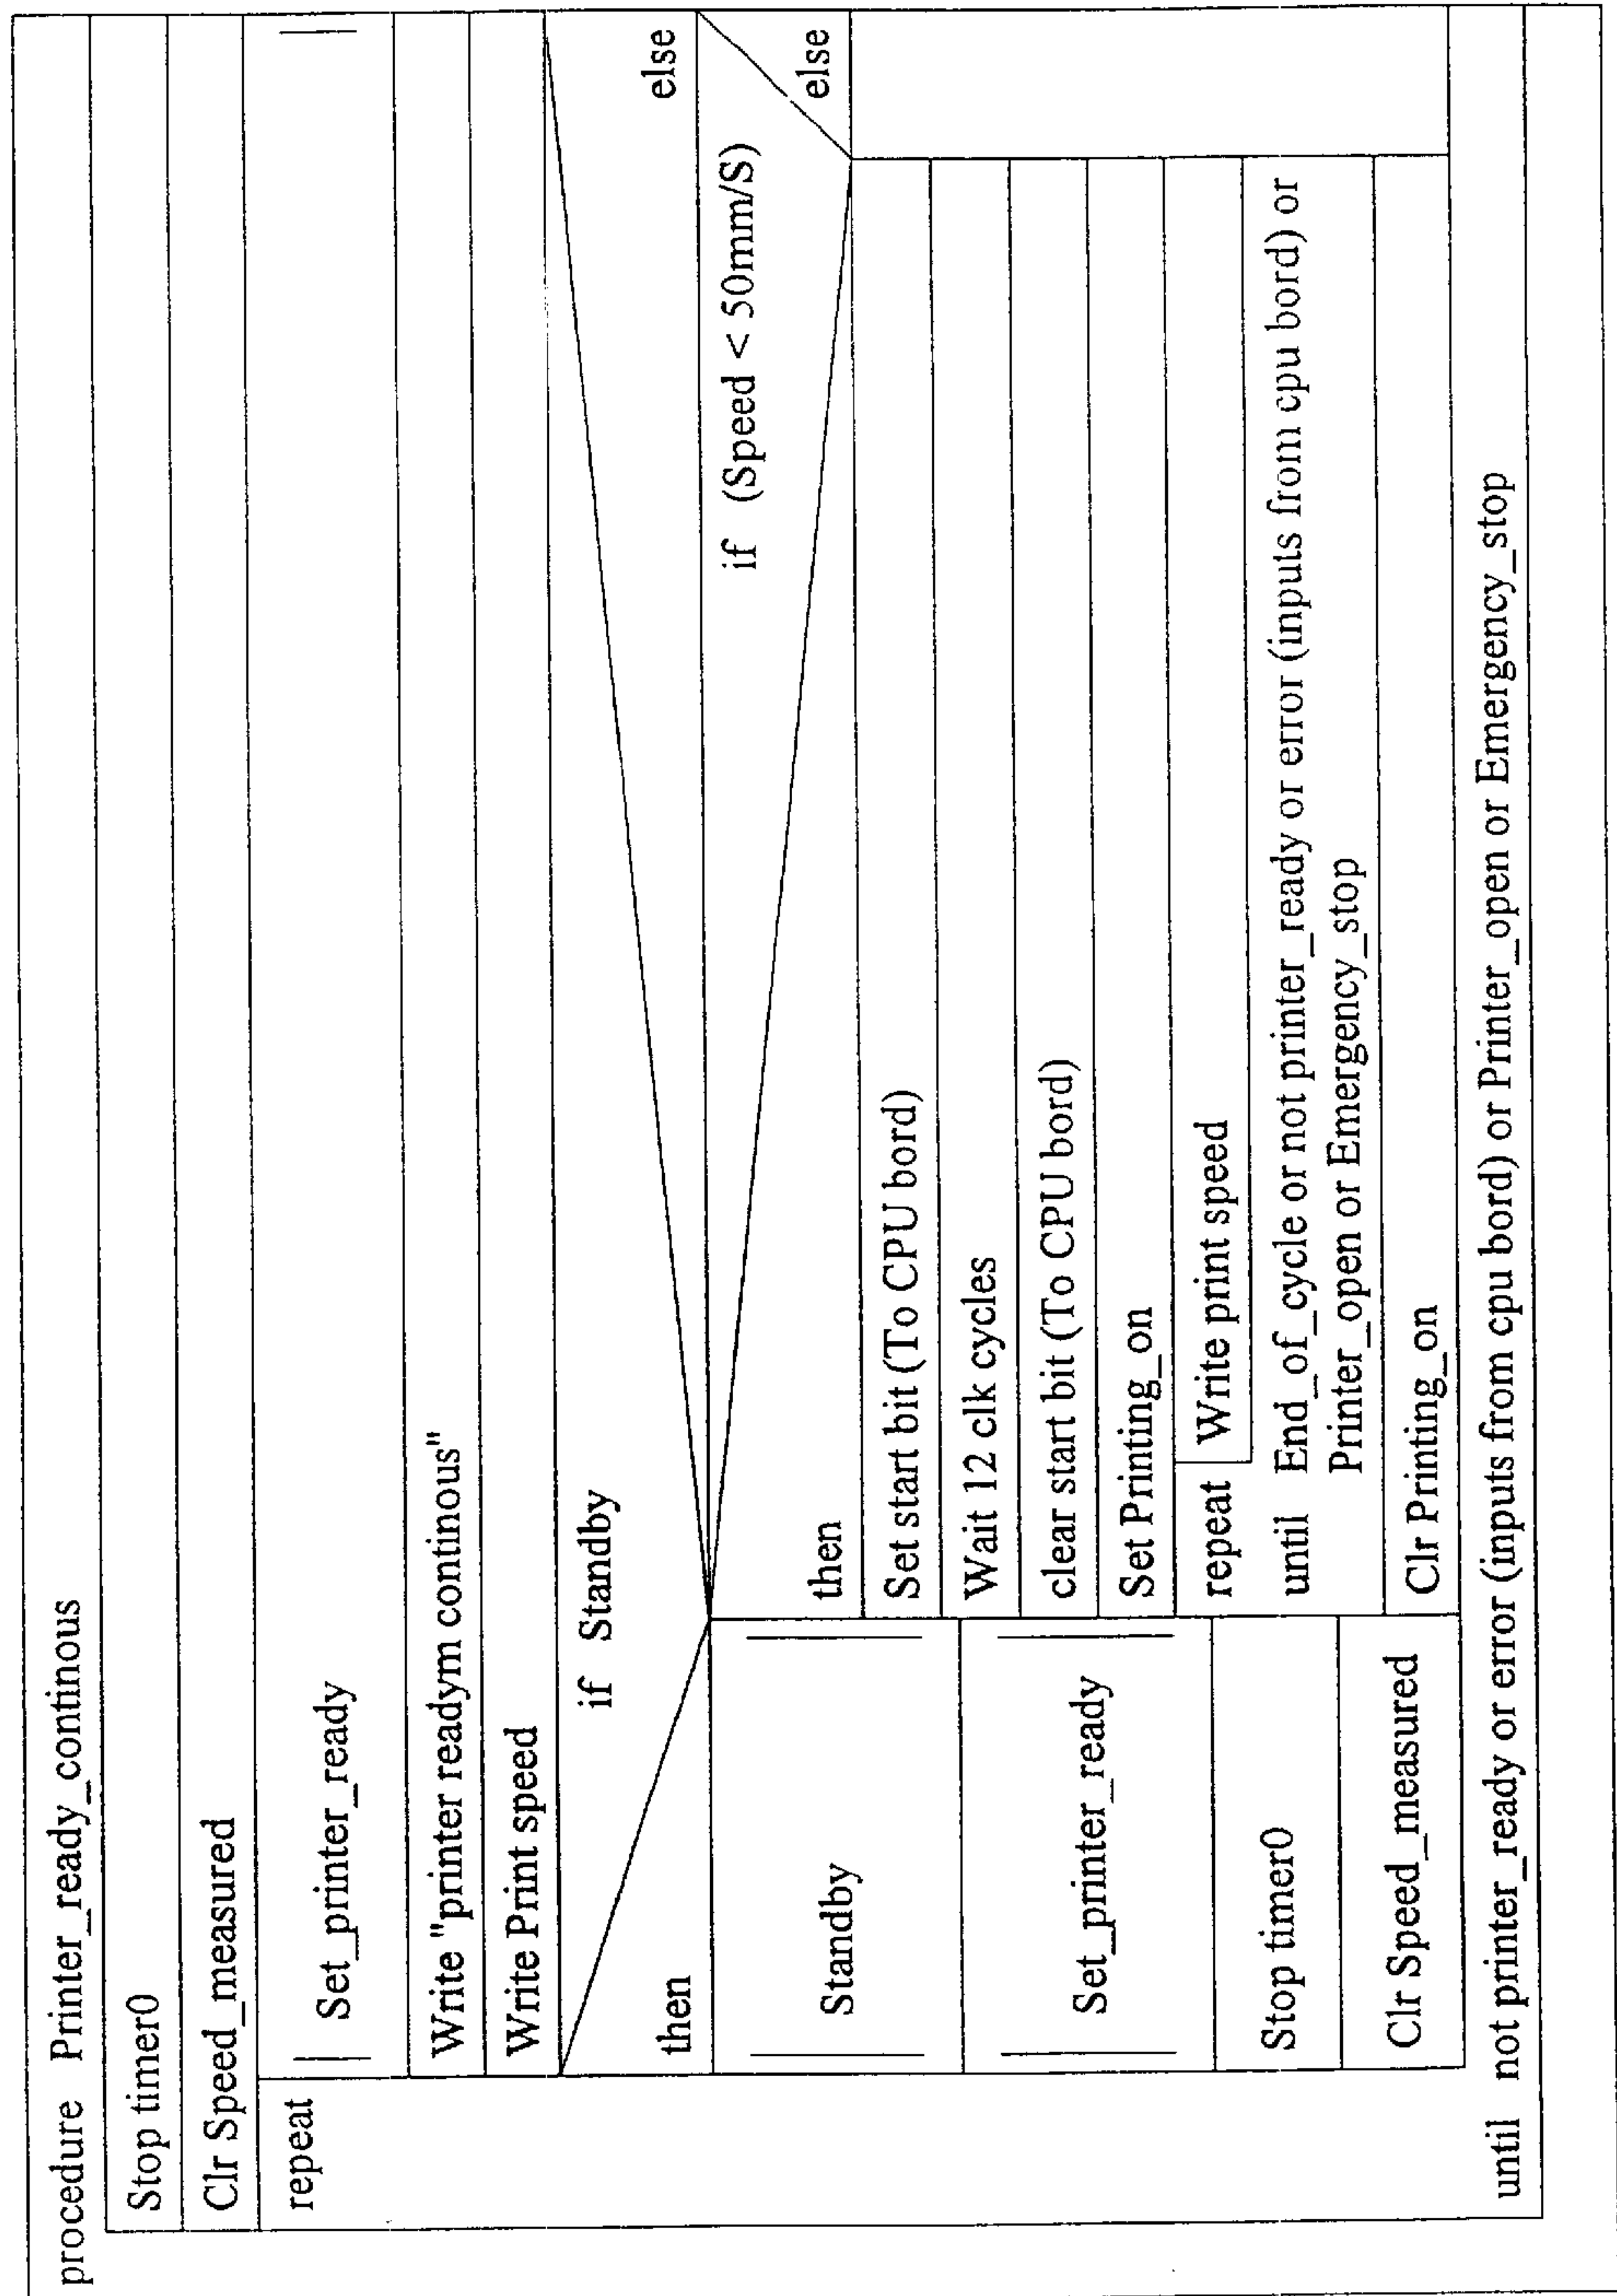 procedure Printer_ready_continous
Stop timer0
Clr Speed_measured
repeat
Set_printer_ready
Write "printer readym continous"
Write Print speed
if Standby
then
else
Standby
Set_printer_ready
Stop timer0
Clr Speed_measured
if (Speed < 50mm/S)
then
else
Set start bit (To CPU bord)
Wait 12 clk cycles
clear start bit (To CPU bord)
Set Printing_on
repeat Write print speed
until End_of_cycle or not printer_ready or error (inputs from cpu bord) or
Printer_open or Emergency_stop
Clr Printing_on
until not printer_ready or error (inputs from cpu bord) or Printer_open or Emergency_stop